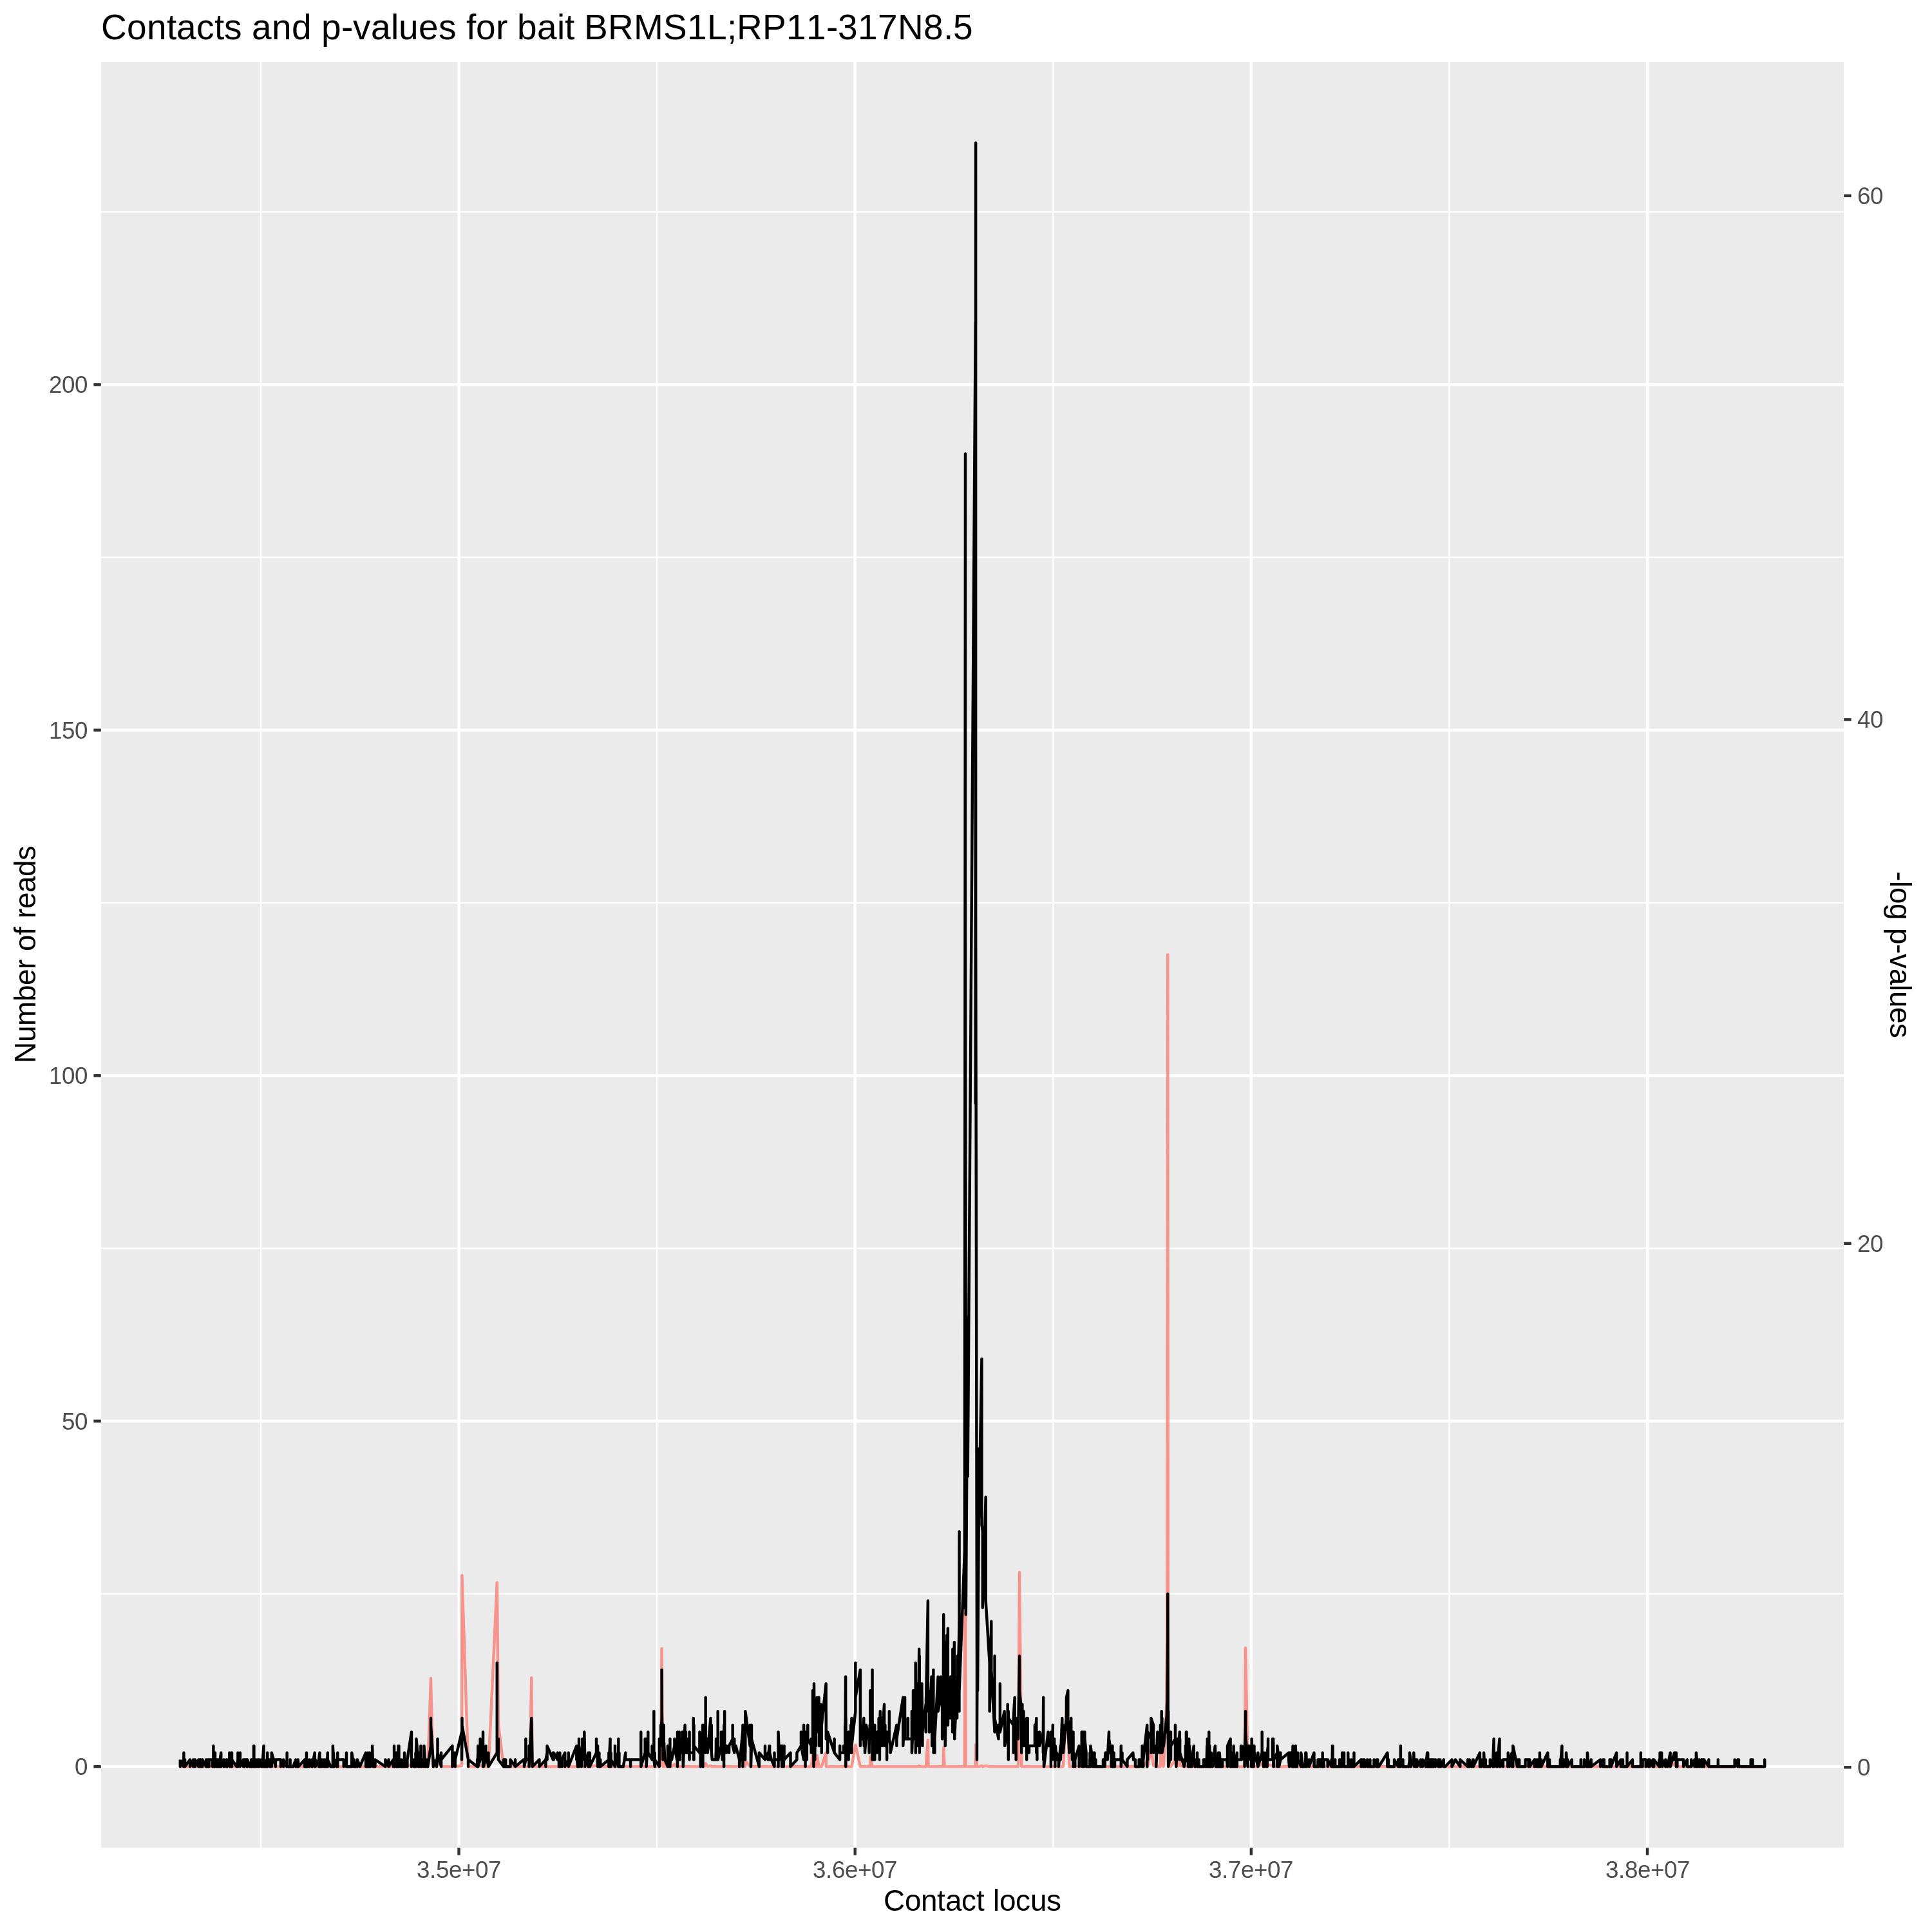 Contacts and p-values for bait BRMS1L;RP11-317N8.5
Number of reads
200
150
100
50
0
60
40
20
0
-log p-values
3.5e+07
3.6e+07
3.7e+07
3.8e+07
Contact locus